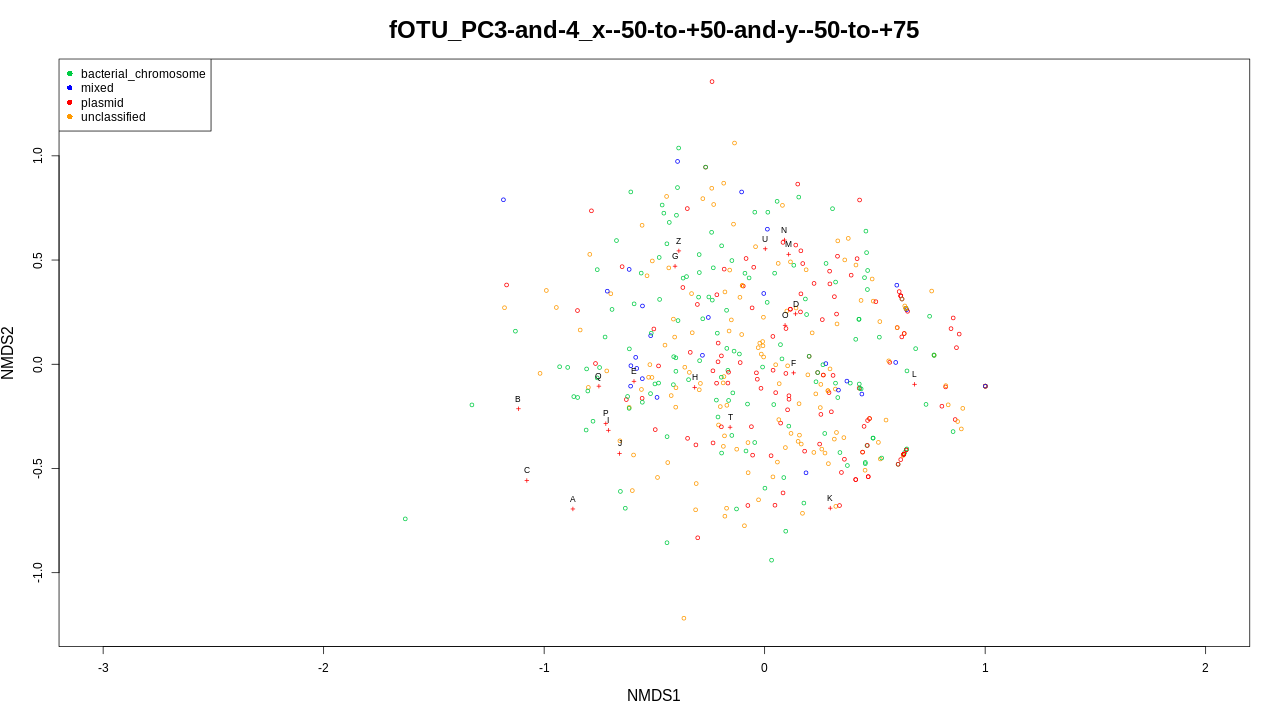 fOTU_PC3-and-4_x--50-to-+50-and-y--50-to-+75
bacterial_chromosome
mixed
plasmid
unclassified
NMDS2
1.0
0.5
0.0
-0.5
-1.0
N
Z
U
M
G
D
O
F
E
Q
H
L
B
P
T
J
C
A
K
-3
-2
-1
0
1
2
NMDS1